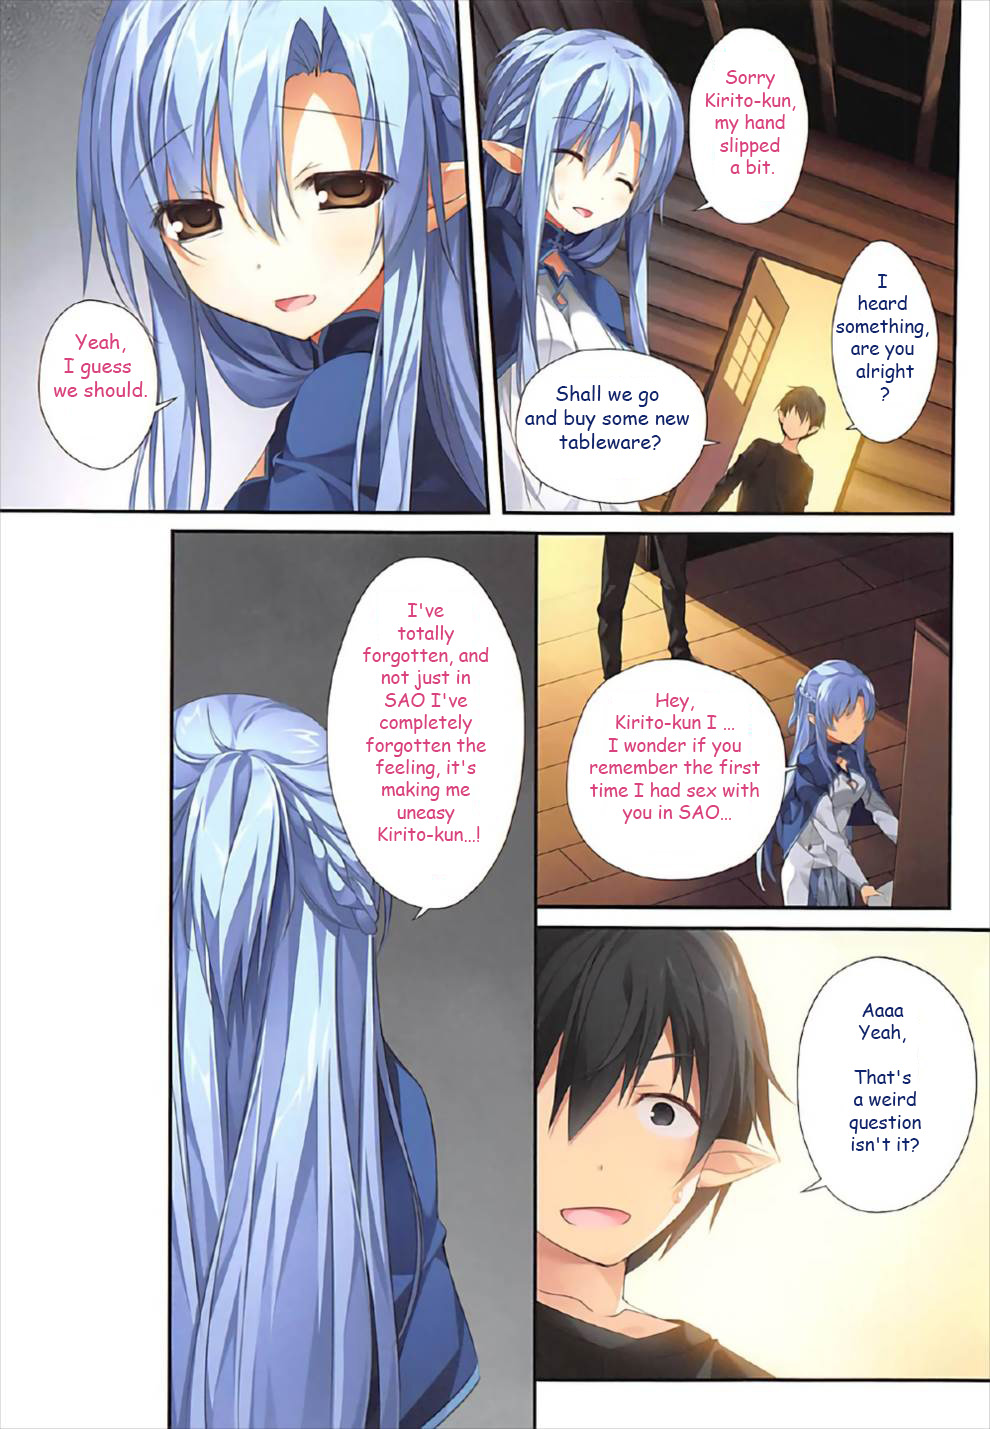 I
heard
something,
are you
alright
?
Sorry
Kirito-kun,
my hand
slipped
a bit.
Shall we go
and buy some new
tableware?
Yeah,
I guess
we should.
Hey,
Kirito-kun I ...
I wonder if you
remember the first
time I had sex with
you in SAO...
Aaaa
Yeah,
That's
a weird
question
isn't it?
I've
totally
forgotten, and
not just in
SAO I've
completely
forgotten the
feeling, it's
making me
uneasy
Kirito-kun...!